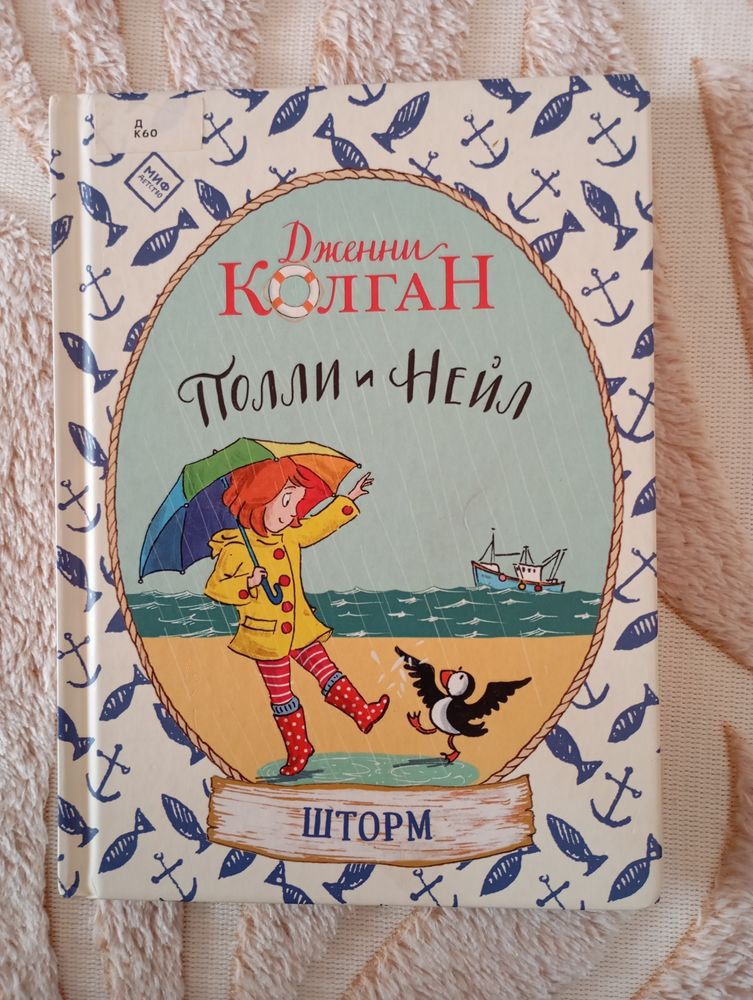 Д
К60
МИФ
ДЕТСТВО
Дженни
КОЛГАН
ПОЛЛИ и НЕЙЛ
ШТОРМ